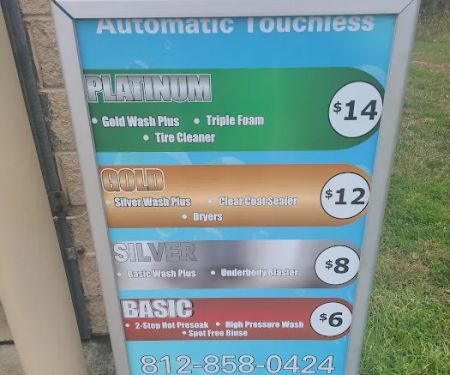 Automatic Touchless
PLATINUM
$14
• Gold Wash Plus • Triple Foam
• Tire Cleaner
GOLD
$12
• Silver Wash Plus • Clear Coat Sealer
• Dryers
SILVER
$8
• Basic Wash Plus • Underbody Blaster
BASIC
$6
• 2-Step Hot Presoak • High Pressure Wash
• Spot Free Rinse
812-858-0424